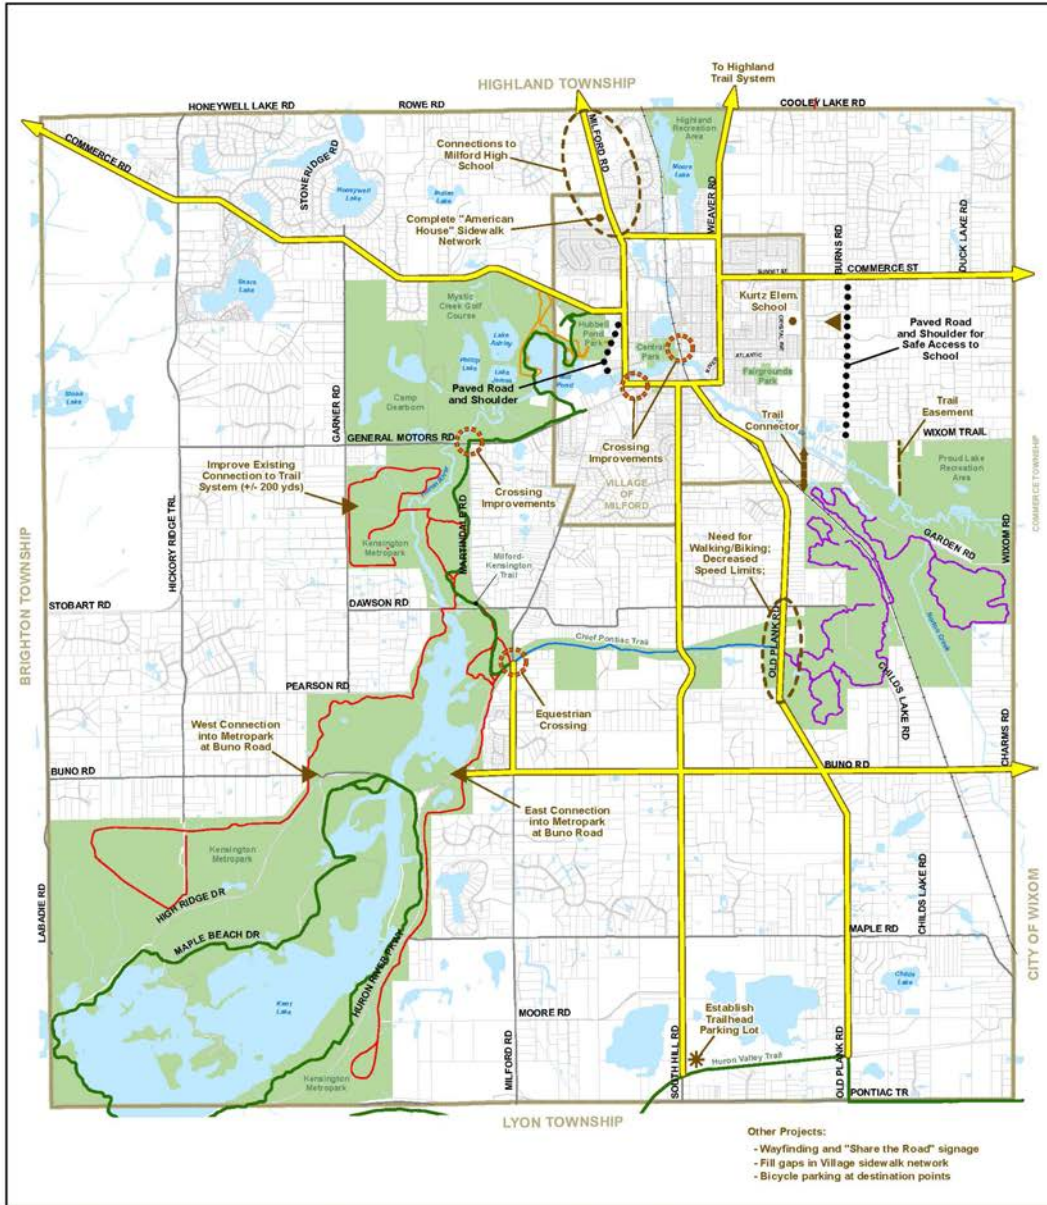 To Highland
Trail System
HIGHLAND TOWNSHIP
HONEYWELL LAKE RD
ROWE RD
COOLEY LAKE RD
COMMERCE RD
STONERIDGE RD
Honeywell
Lake
MILFORD RD
Highland
Recreation
Area
Moore
Lake
WEAVER RD
Connections to
Milford High
School
Complete "American
House" Sidewalk
Network
BURNS RD
DUCK LAKE RD
COMMERCE ST
Sears
Lake
Mystic
Creek Golf
Course
Lake
Ashley
Lake
James
Hubbell
Pond
Park
Central
Park
Kurtz Elem.
School
ATLANTIC
Fairgrounds
Park
Paved Road
and Shoulder for
Safe Access to
School
Paved Road
and Shoulder
Camp
Dearborn
GARNER RD
GENERAL MOTORS RD
Crossing
Improvements
Trail
Connector
Trail
Easement
WIXOM TRAIL
Proud Lake
Recreation
Area
COMMERCE TOWNSHIP
Improve Existing
Connection to Trail
System (+/- 200 yds)
Crossing
Improvements
VILLAGE
OF
MILFORD
HICKORY RIDGE TRL
MARTINDALE RD
Kensington
Metropark
Milford-
Kensington
Trail
Need for
Walking/Biking;
Decreased
Speed Limits;
GARDEN RD
WIXOM RD
BRIGHTON TOWNSHIP
STOBART RD
DAWSON RD
Chief Pontiac Trail
OLD PLANK RD
CHILDS LAKE RD
PEARSON RD
Equestrian
Crossing
West Connection
into Metropark
at Buno Road
CHARMS RD
BUNO RD
BUNO RD
East Connection
into Metropark
at Buno Road
Kensington
Metropark
LABADIE RD
HIGH RIDGE DR
MAPLE BEACH DR
HURON RIVER PKWY
CHILDS LAKE RD
MAPLE RD
CITY OF WIXOM
Kent
Lake
Childs
Lake
MOORE RD
Establish
Trailhead
Parking Lot
MILFORD RD
SOUTH HILL RD
Huron Valley Trail
OLD PLANK RD
Kensington
Metropark
PONTIAC TR
LYON TOWNSHIP
Other Projects:
- Wayfinding and "Share the Road" signage
- Fill gaps in Village sidewalk network
- Bicycle parking at destination points